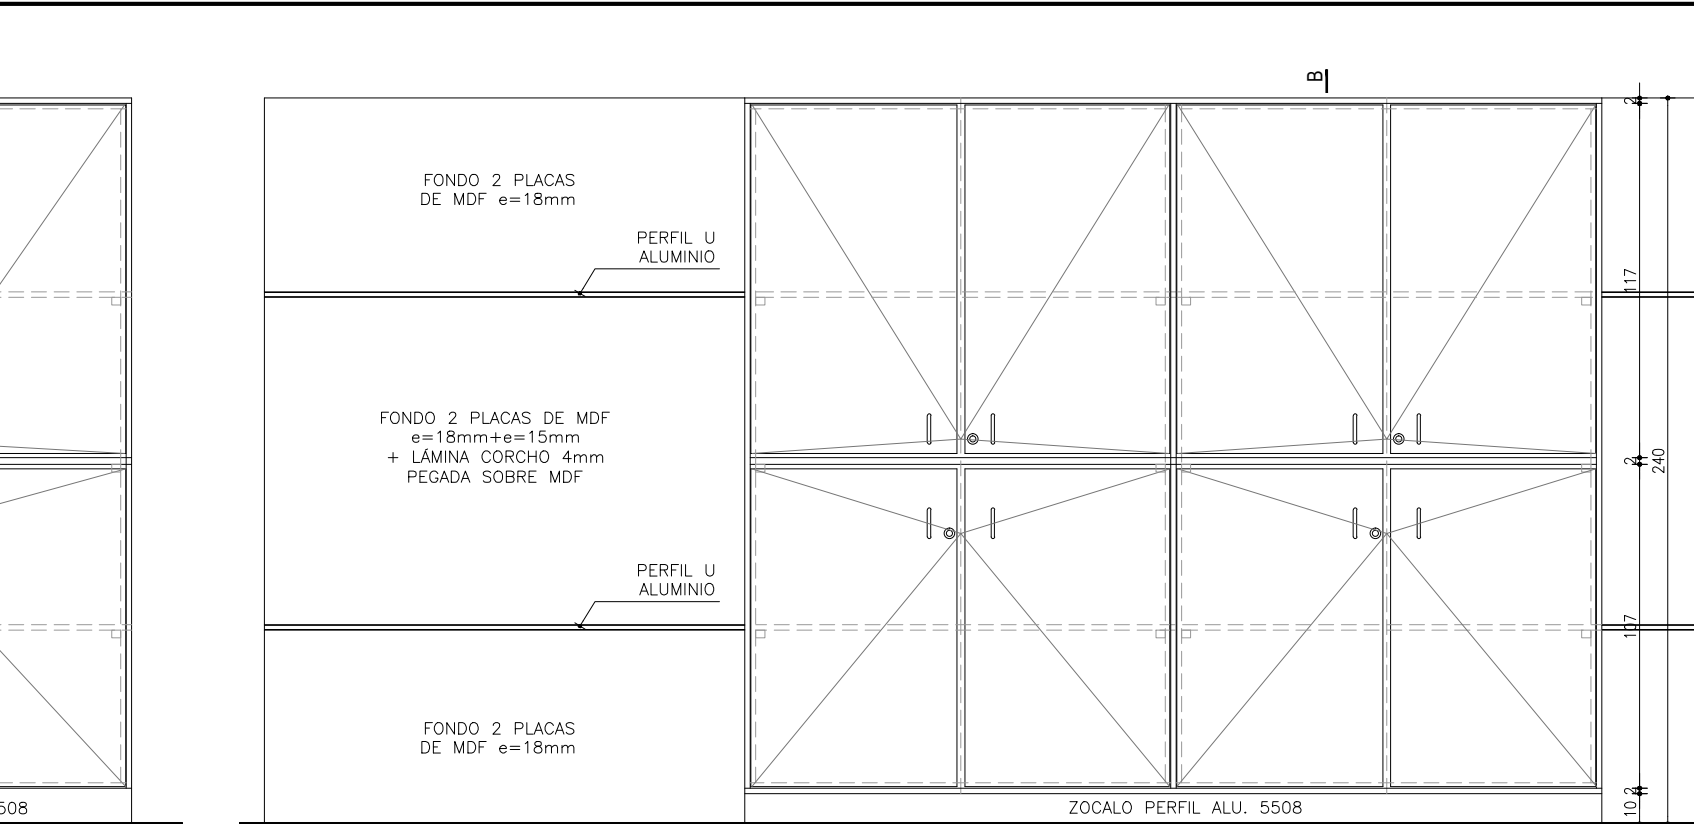 B
FONDO 2 PLACAS
DE MDF e=18mm
PERFIL U
ALUMINIO
FONDO 2 PLACAS DE MDF
e=18mm+e=15mm
+ LÁMINA CORCHO 4mm
PEGADA SOBRE MDF
PERFIL U
ALUMINIO
FONDO 2 PLACAS
DE MDF e=18mm
508
ZOCALO PERFIL ALU. 5508
2
117
2
240
107
2
10